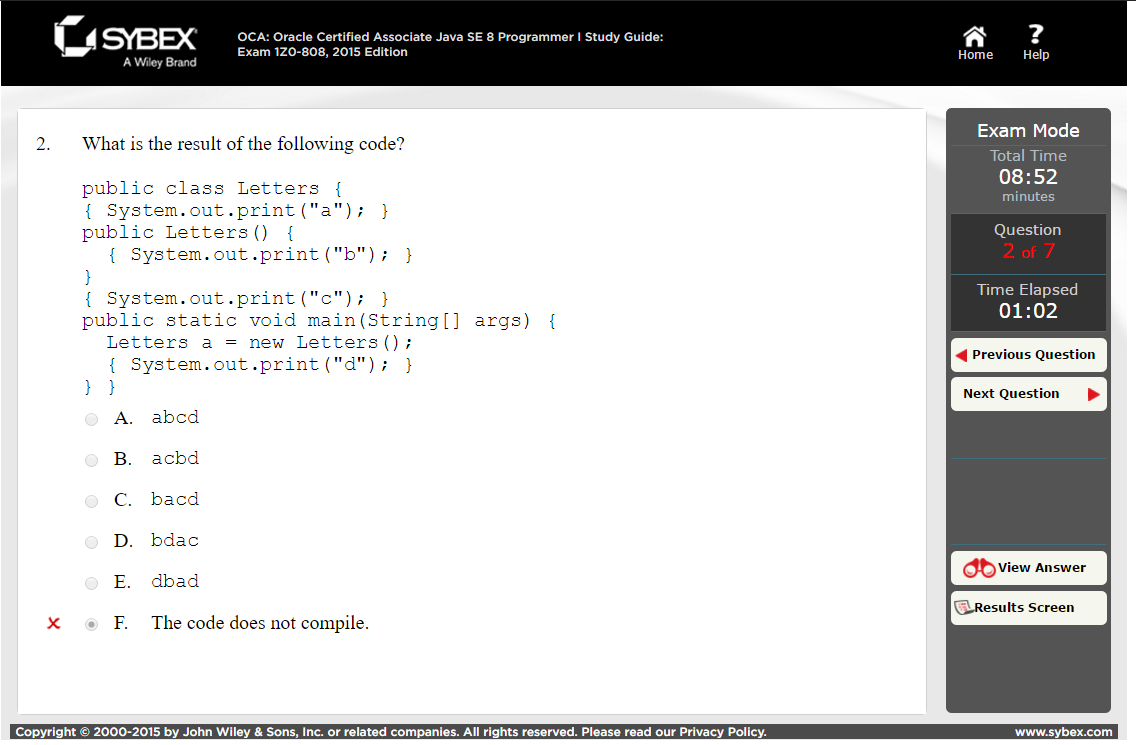 SYBEX
A Wiley Brand
OCA: Oracle Certified Associate Java SE 8 Programmer I Study Guide:
Exam 1Z0-808, 2015 Edition
Home
Help
2. What is the result of the following code?
public class Letters {
{ System.out.print("a"); }
public Letters() {
  { System.out.print("b"); }
}
{ System.out.print("c"); }
public static void main(String[] args) {
  Letters a = new Letters();
  { System.out.print("d"); }
} }
A. abcd
B. acbd
C. bacd
D. bdac
E. dbad
F. The code does not compile.
Exam Mode
Total Time
08:52
minutes
Question
2 of 7
Time Elapsed
01:02
Previous Question
Next Question
View Answer
Results Screen
Copyright © 2000-2015 by John Wiley & Sons, Inc. or related companies. All rights reserved. Please read our Privacy Policy.
www.sybex.com